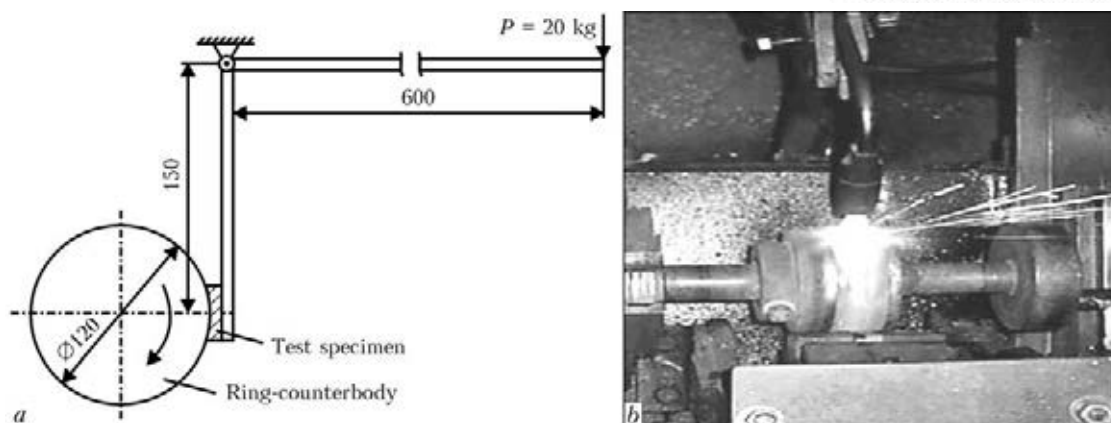 P = 20 kg
600
150
Ø120
Test specimen
Ring-counterbody
a
b